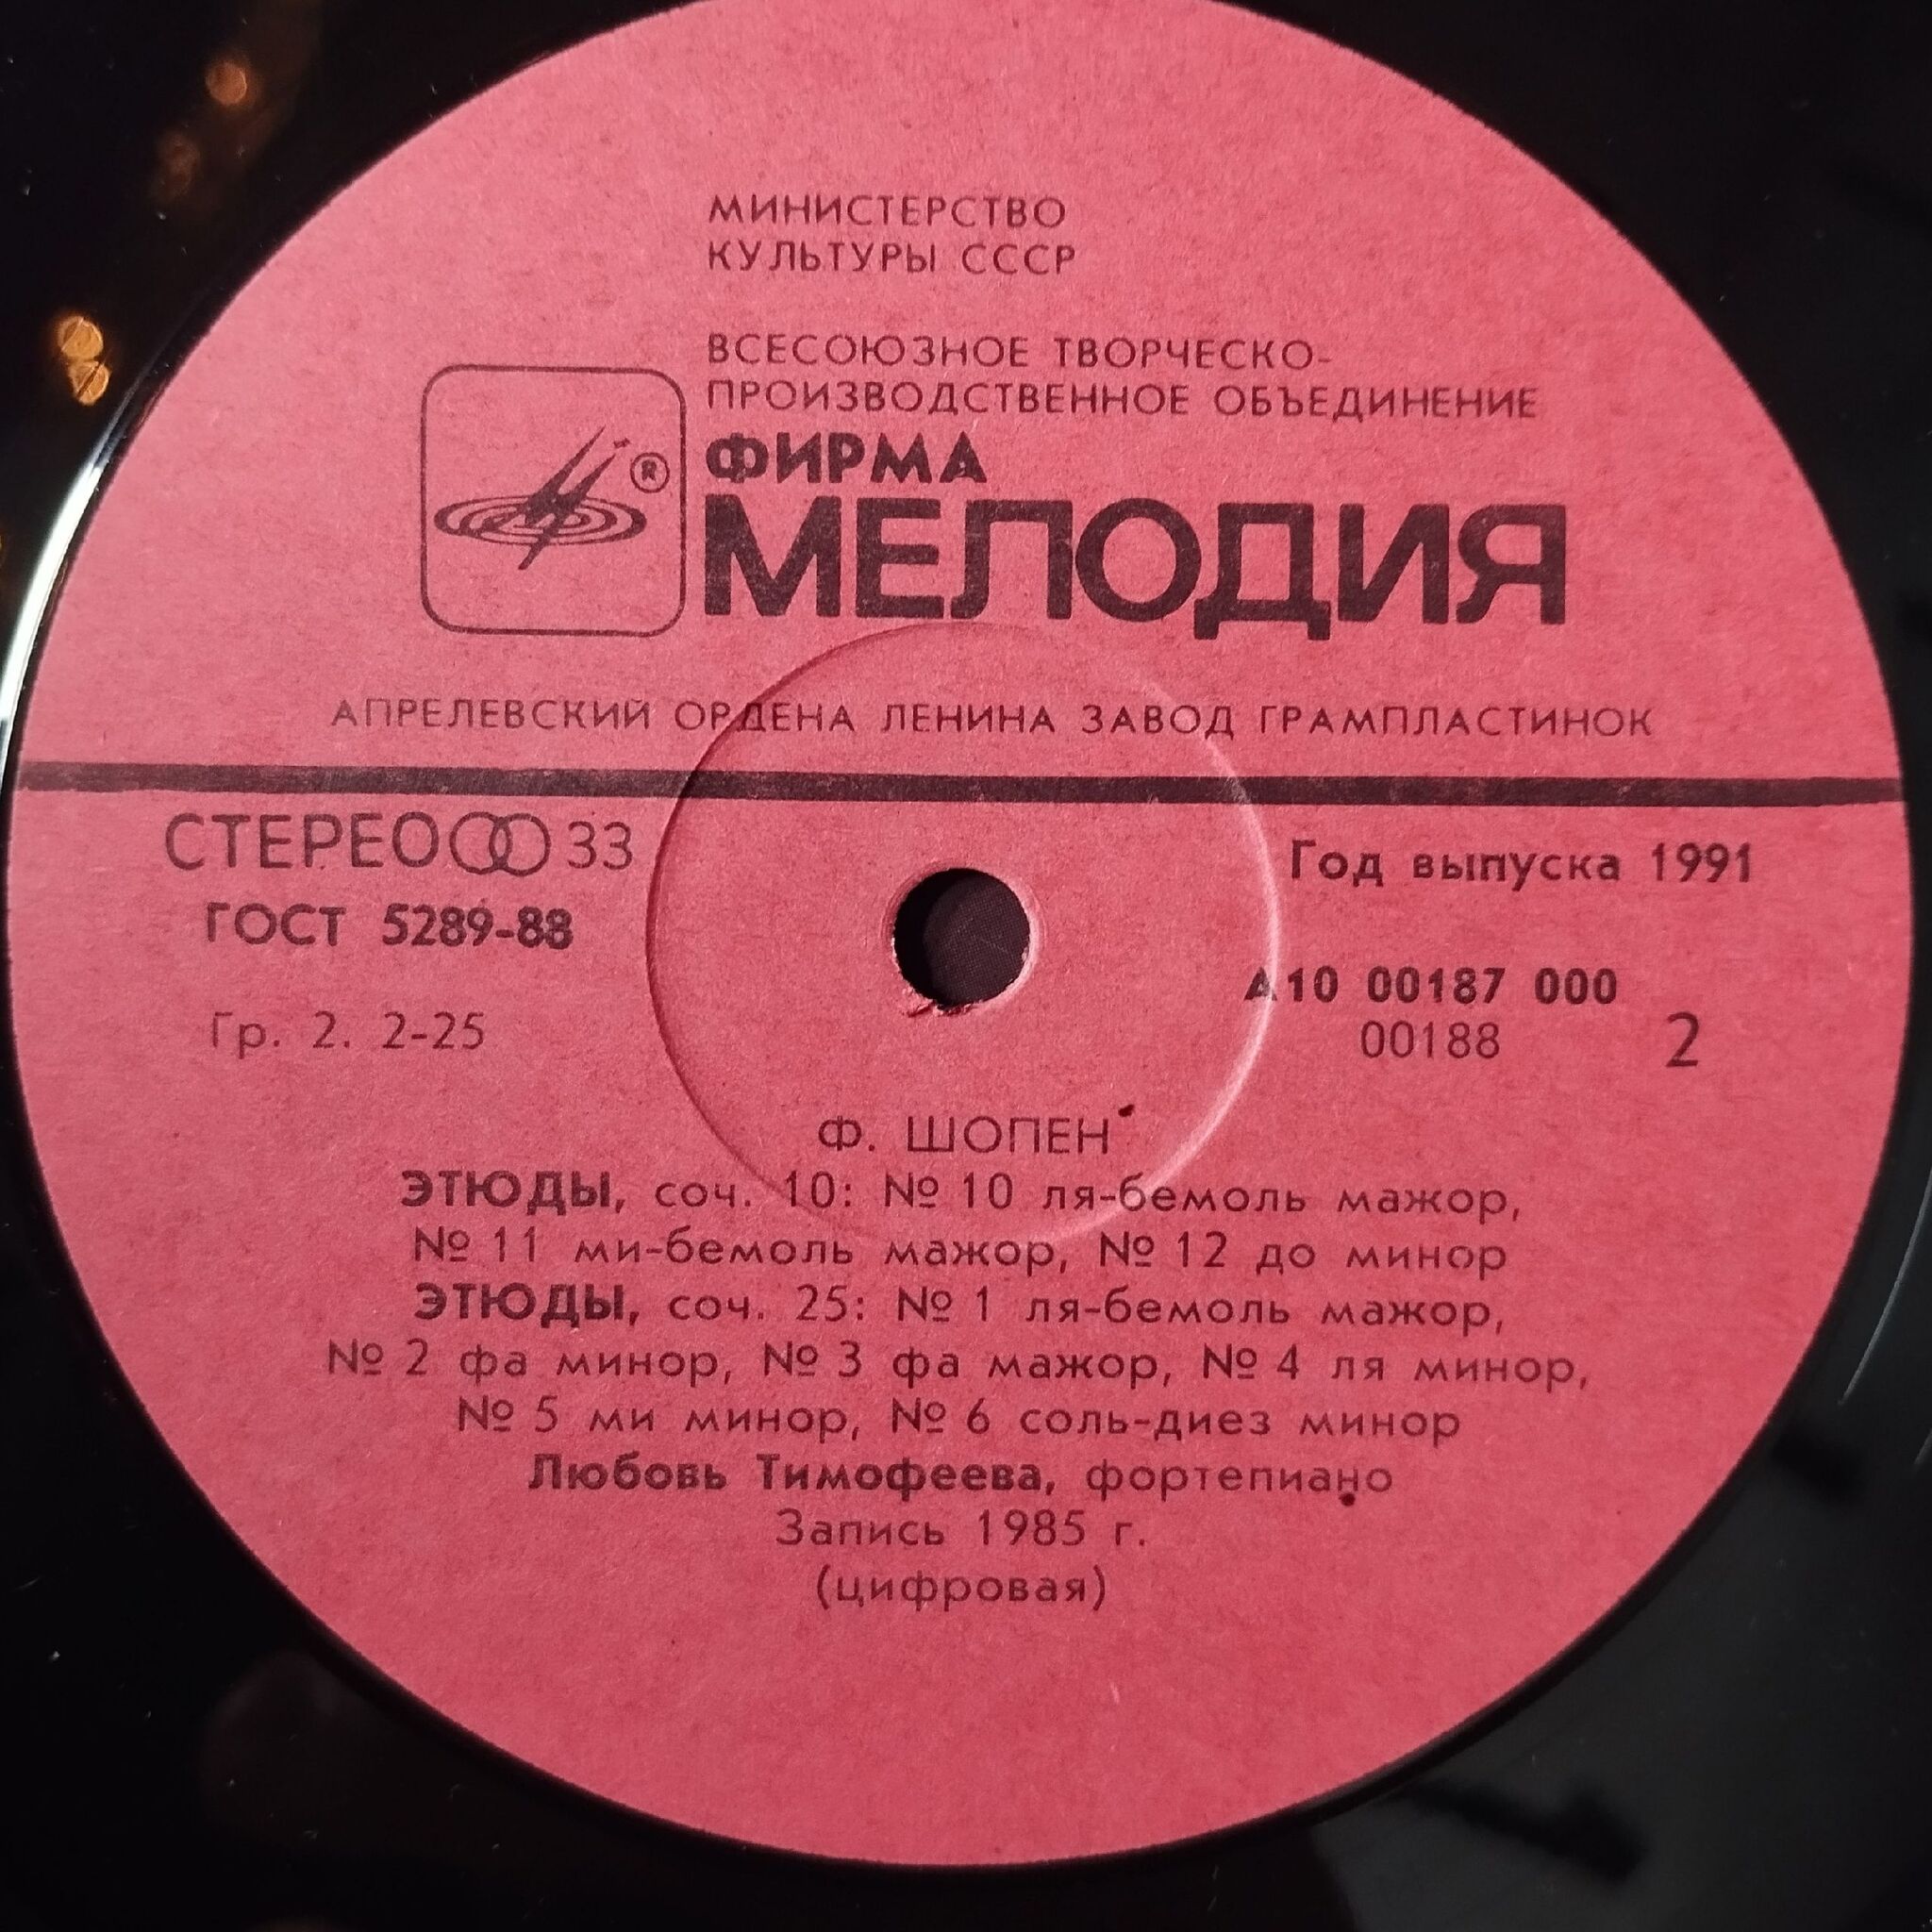 МИНИСТЕРСТВО
КУЛЬТУРЫ СССР
ВСЕСОЮЗНОЕ ТВОРЧЕСКО-
ПРОИЗВОДСТВЕННОЕ ОБЪЕДИНЕНИЕ
®
ФИРМА
МЕЛОДИЯ
АПРЕЛЕВСКИЙ ОРДЕНА ЛЕНИНА ЗАВОД ГРАМПЛАСТИНОК
СТЕРЕО 33
ГОСТ 5289-88
Гр. 2. 2-25
Год выпуска 1991
А10 00187 000
00188
2
Ф. ШОПЕН
ЭТЮДЫ, соч. 10: № 10 ля-бемоль мажор,
№ 11 ми-бемоль мажор, № 12 до минор
ЭТЮДЫ, соч. 25: № 1 ля-бемоль мажор,
№ 2 фа минор, № 3 фа мажор, № 4 ля минор,
№ 5 ми минор, № 6 соль-диез минор
Любовь Тимофеева, фортепиано
Запись 1985 г.
(цифровая)